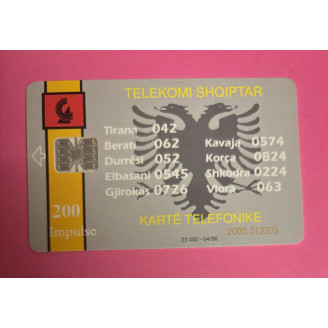 TELEKOMI SHQIPTAR
Tirana 042
Berati 062
Durrësi 052
Elbasani 0545
Gjirokas 0726
Kavaja 0574
Korça 0824
Shkodra 0224
Vlora 063
200
Impulse
KARTË TELEFONIKE
2000.013303
23 400 - 04/96